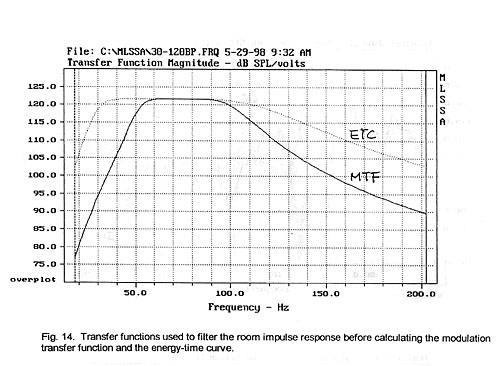 File: C:\MLSSA\30-120BP.FRQ 5-29-98 9:32 AM
Transfer Function Magnitude - dB SPL/volts
125.0
120.0
115.0
110.0
105.0
100.0
95.0
90.0
85.0
80.0
75.0
overplot
MLSSA
ETC
MTF
50.0 100.0 150.0 200.0
Frequency - Hz
Fig. 14. Transfer functions used to filter the room impulse response before calculating the modulation
transfer function and the energy-time curve.